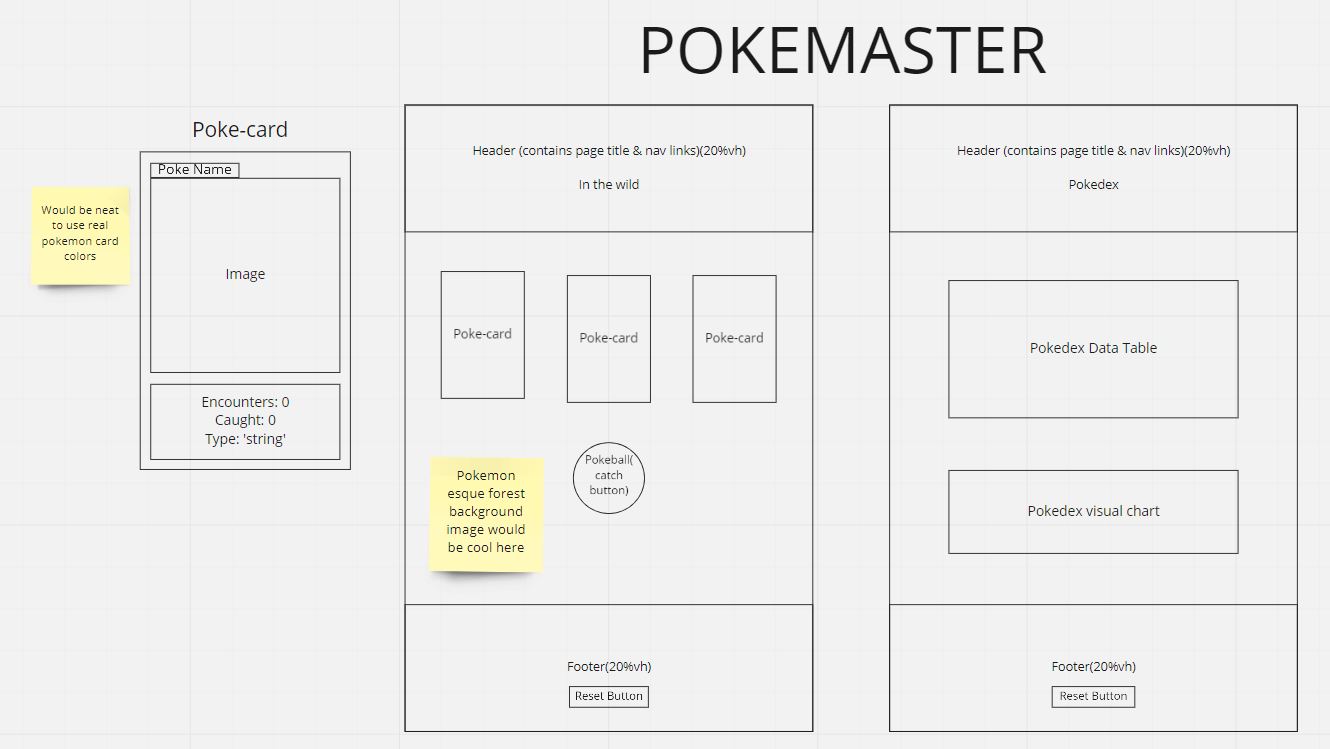 POKEMASTER
Poke-card
Poke Name
Would be neat
to use real
pokemon card
colors
Image
Encounters: 0
Caught: 0
Type: 'string'
Header (contains page title & nav links)(20%vh)
In the wild
Poke-card
Poke-card
Poke-card
Pokeball(
catch
button)
Pokemon
esque forest
background
image would
be cool here
Footer(20%vh)
Reset Button
Header (contains page title & nav links)(20%vh)
Pokedex
Pokedex Data Table
Pokedex visual chart
Footer(20%vh)
Reset Button